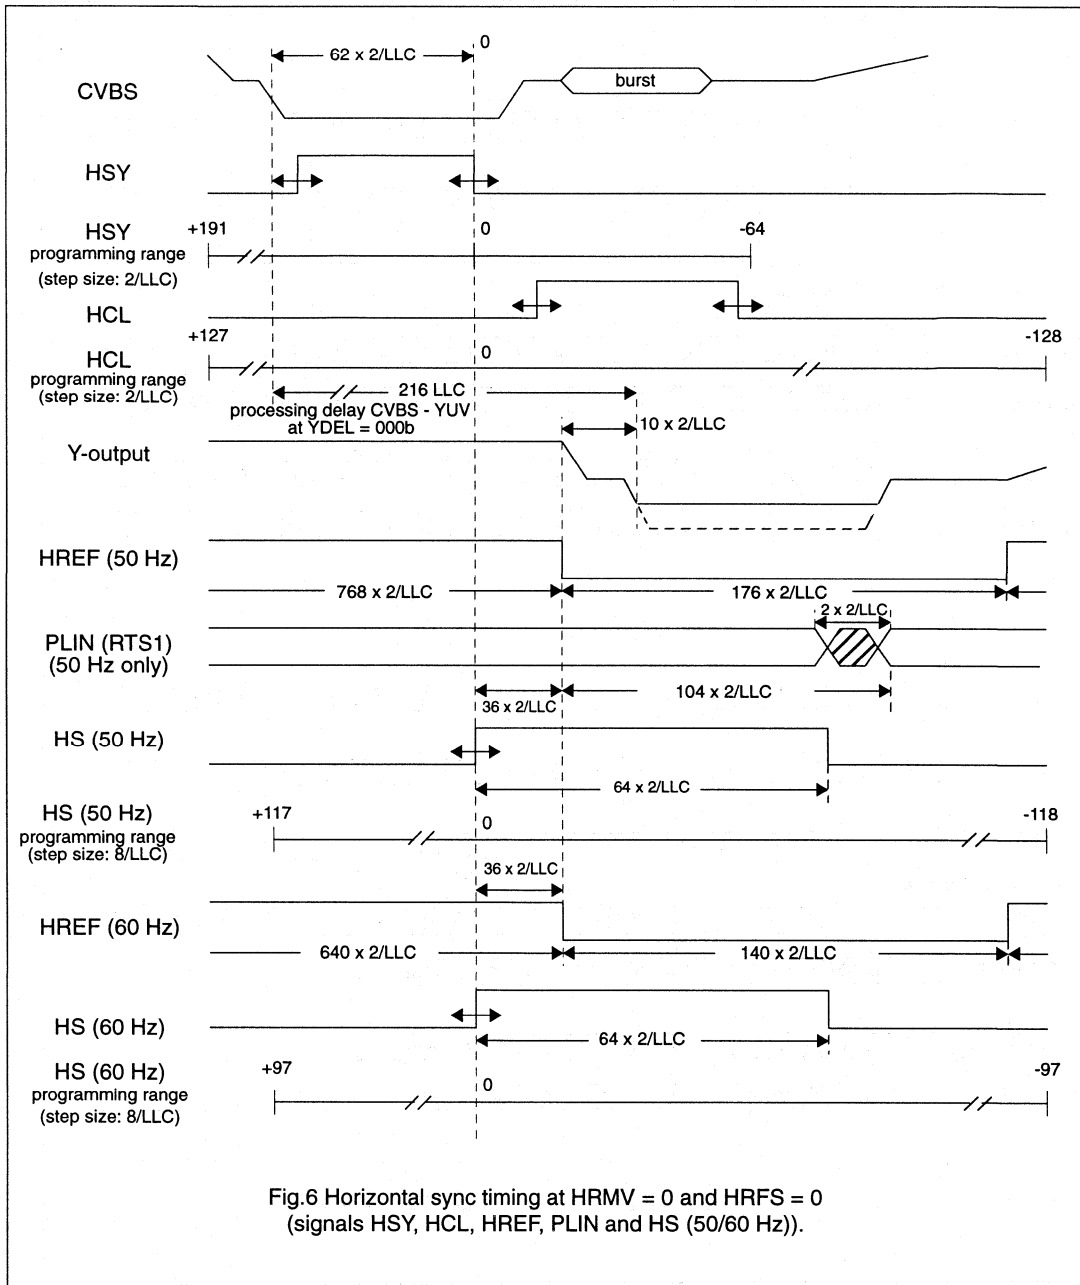 0
62 x 2/LLC
CVBS
burst
HSY
HSY
+191
0
-64
programming range
(step size: 2/LLC)
HCL
+127
-128
HCL
0
programming range
(step size: 2/LLC)
216 LLC
processing delay CVBS - YUV
at YDEL = 000b
10 x 2/LLC
Y-output
HREF (50 Hz)
768 x 2/LLC
176 x 2/LLC
2 x 2/LLC
PLIN (RTS1)
(50 Hz only)
36 x 2/LLC
104 x 2/LLC
HS (50 Hz)
64 x 2/LLC
HS (50 Hz)
+117
0
-118
programming range
(step size: 8/LLC)
36 x 2/LLC
HREF (60 Hz)
640 x 2/LLC
140 x 2/LLC
HS (60 Hz)
64 x 2/LLC
HS (60 Hz)
+97
0
-97
programming range
(step size: 8/LLC)
Fig.6 Horizontal sync timing at HRMV = 0 and HRFS = 0
(signals HSY, HCL, HREF, PLIN and HS (50/60 Hz)).